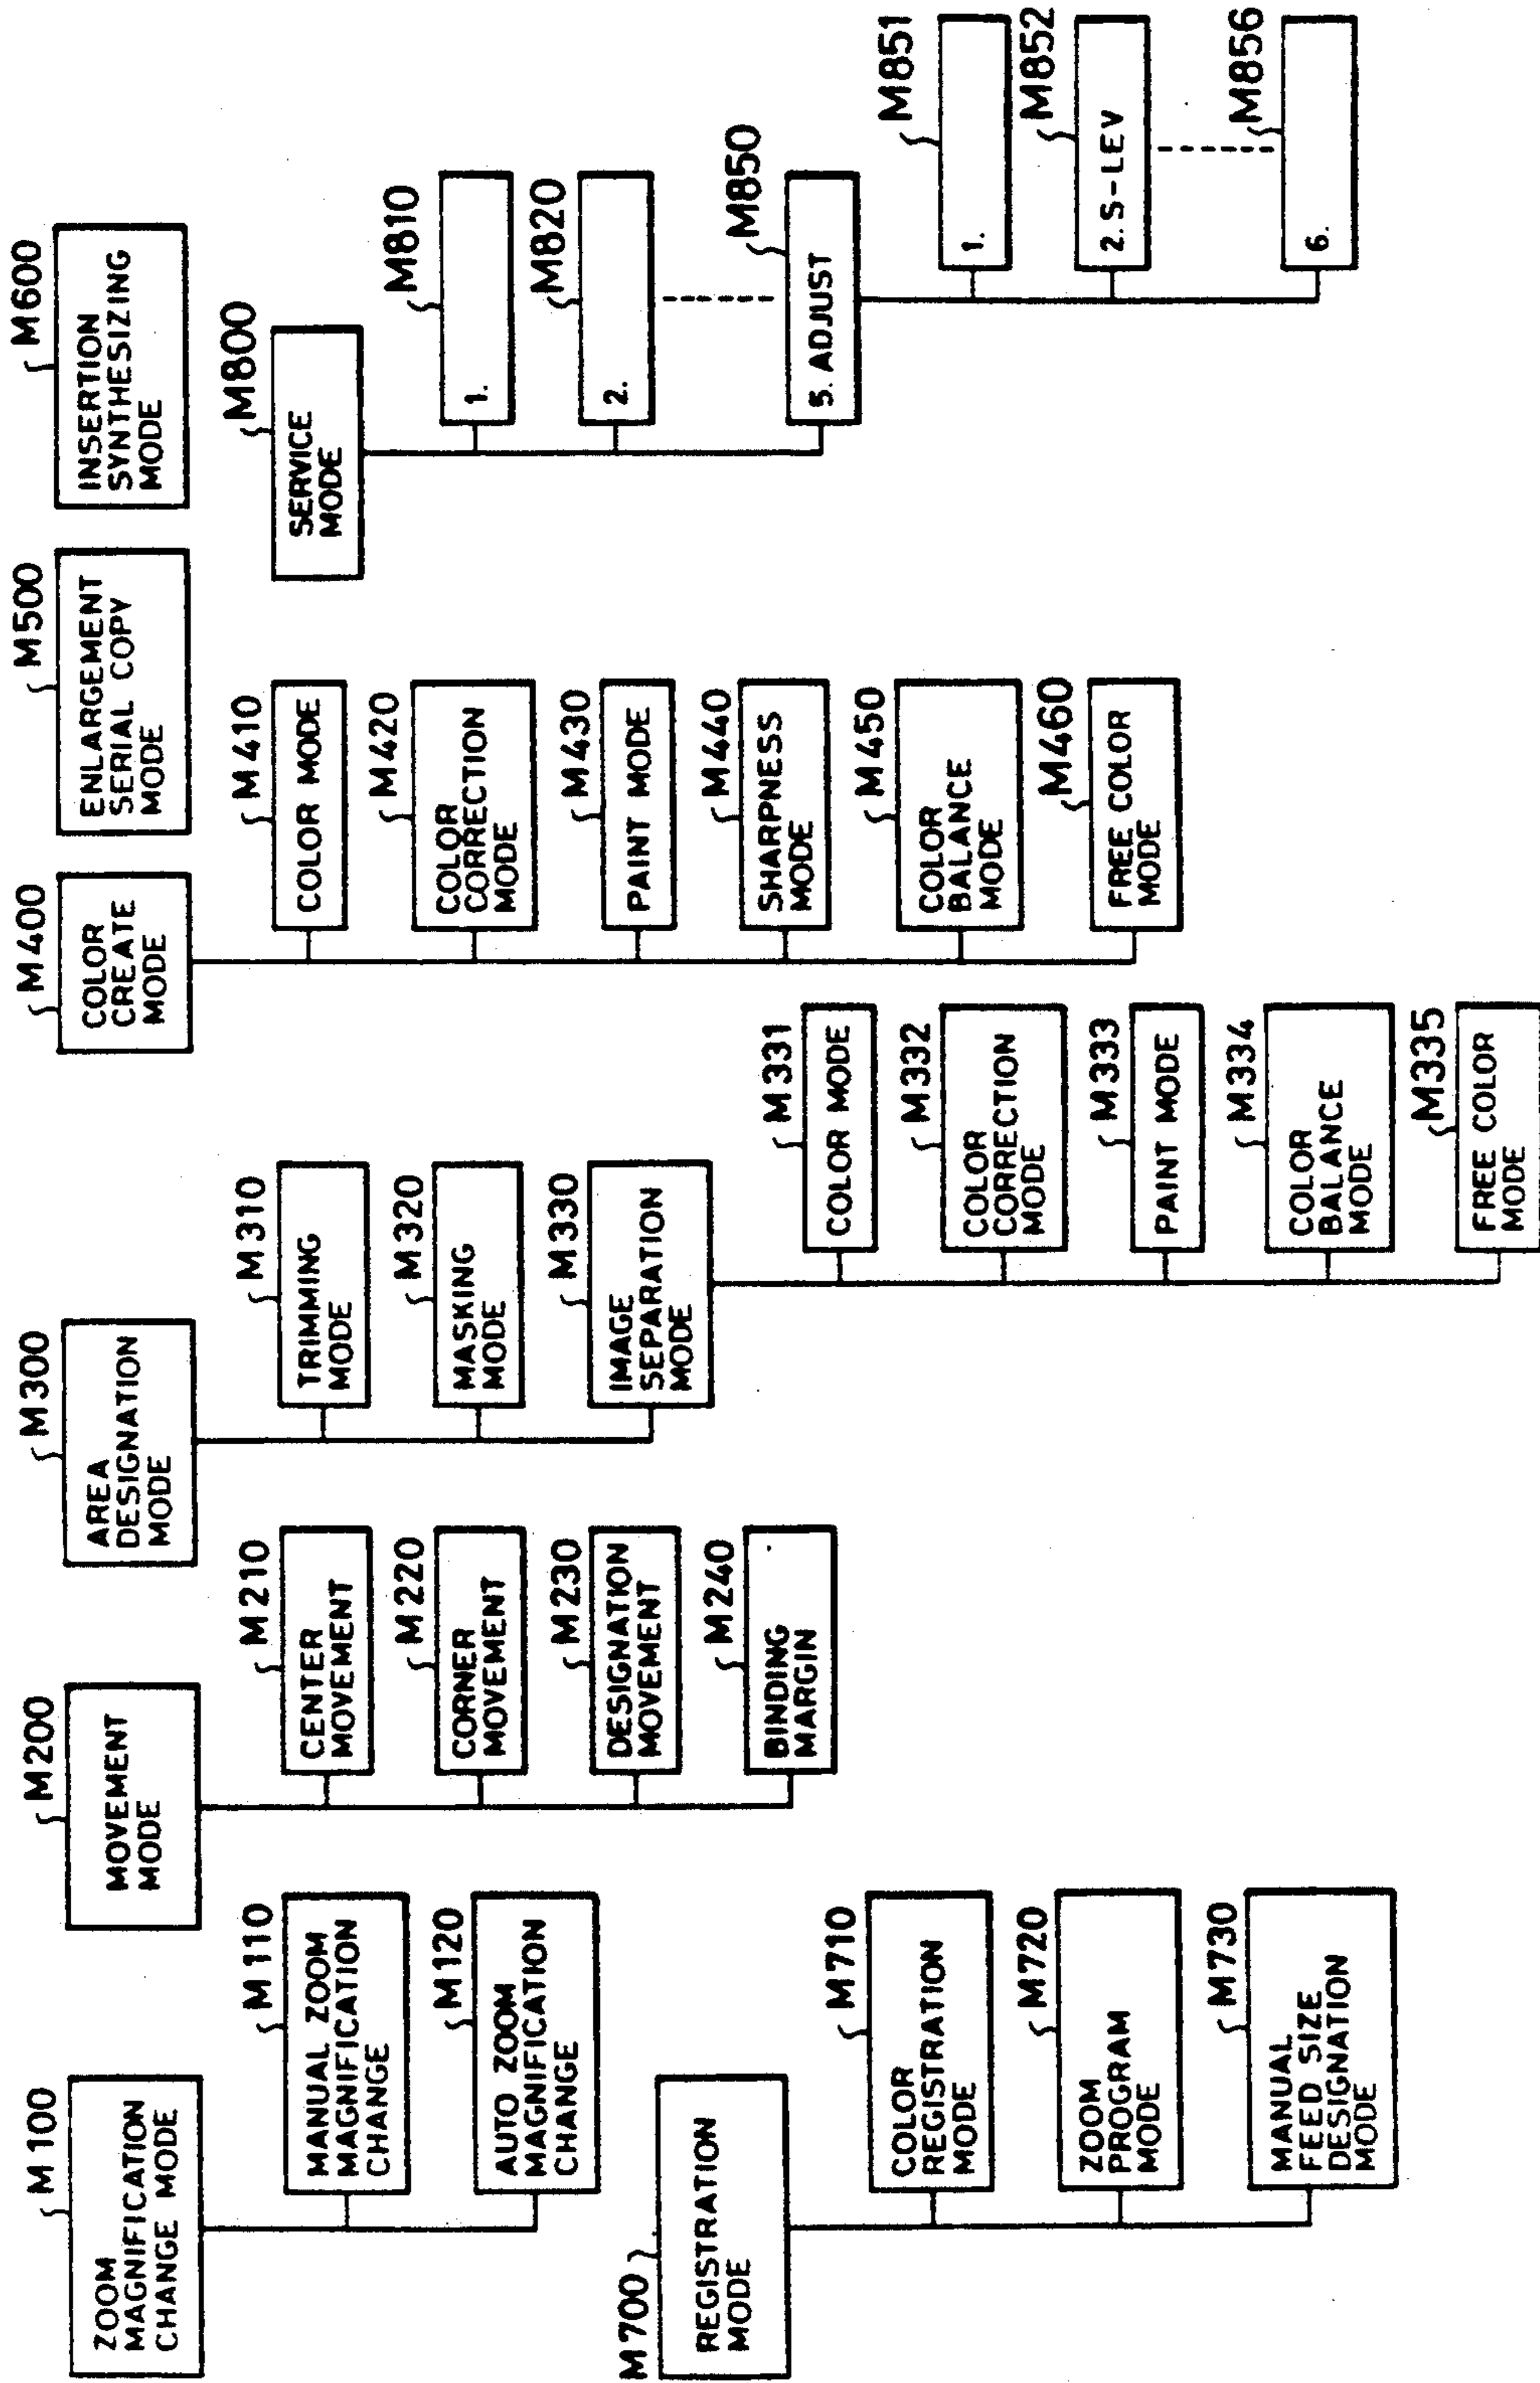 M100
ZOOM
MAGNIFICATION
CHANGE MODE
M110
MANUAL ZOOM
MAGNIFICATION
CHANGE
M120
AUTO ZOOM
MAGNIFICATION
CHANGE
M200
MOVEMENT
MODE
M210
CENTER
MOVEMENT
M220
CORNER
MOVEMENT
M230
DESIGNATION
MOVEMENT
M240
BINDING
MARGIN
M300
AREA
DESIGNATION
MODE
M310
TRIMMING
MODE
M320
MASKING
MODE
M330
IMAGE
SEPARATION
MODE
M331
COLOR MODE
M332
COLOR
CORRECTION
MODE
M333
PAINT MODE
M334
COLOR
BALANCE
MODE
M335
FREE COLOR
MODE
M400
COLOR
CREATE
MODE
M410
COLOR MODE
M420
COLOR
CORRECTION
MODE
M430
PAINT MODE
M440
SHARPNESS
MODE
M450
COLOR
BALANCE
MODE
M460
FREE COLOR
MODE
M500
ENLARGEMENT
SERIAL COPY
MODE
M600
INSERTION
SYNTHESIZING
MODE
M700
REGISTRATION
MODE
M710
COLOR
REGISTRATION
MODE
M720
ZOOM
PROGRAM
MODE
M730
MANUAL
FEED SIZE
DESIGNATION
MODE
M800
SERVICE
MODE
M810
1.
M820
2.
M850
5. ADJUST
M851
1.
M852
2. S-LEV
M856
6.